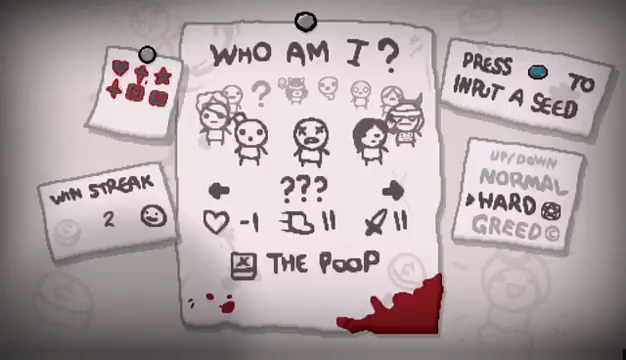 WHO AM I?
?
PRESS TO
INPUT A SEED
WIN STREAK
2
UP/DOWN
NORMAL
HARD
GREED
???
-1
THE POOP